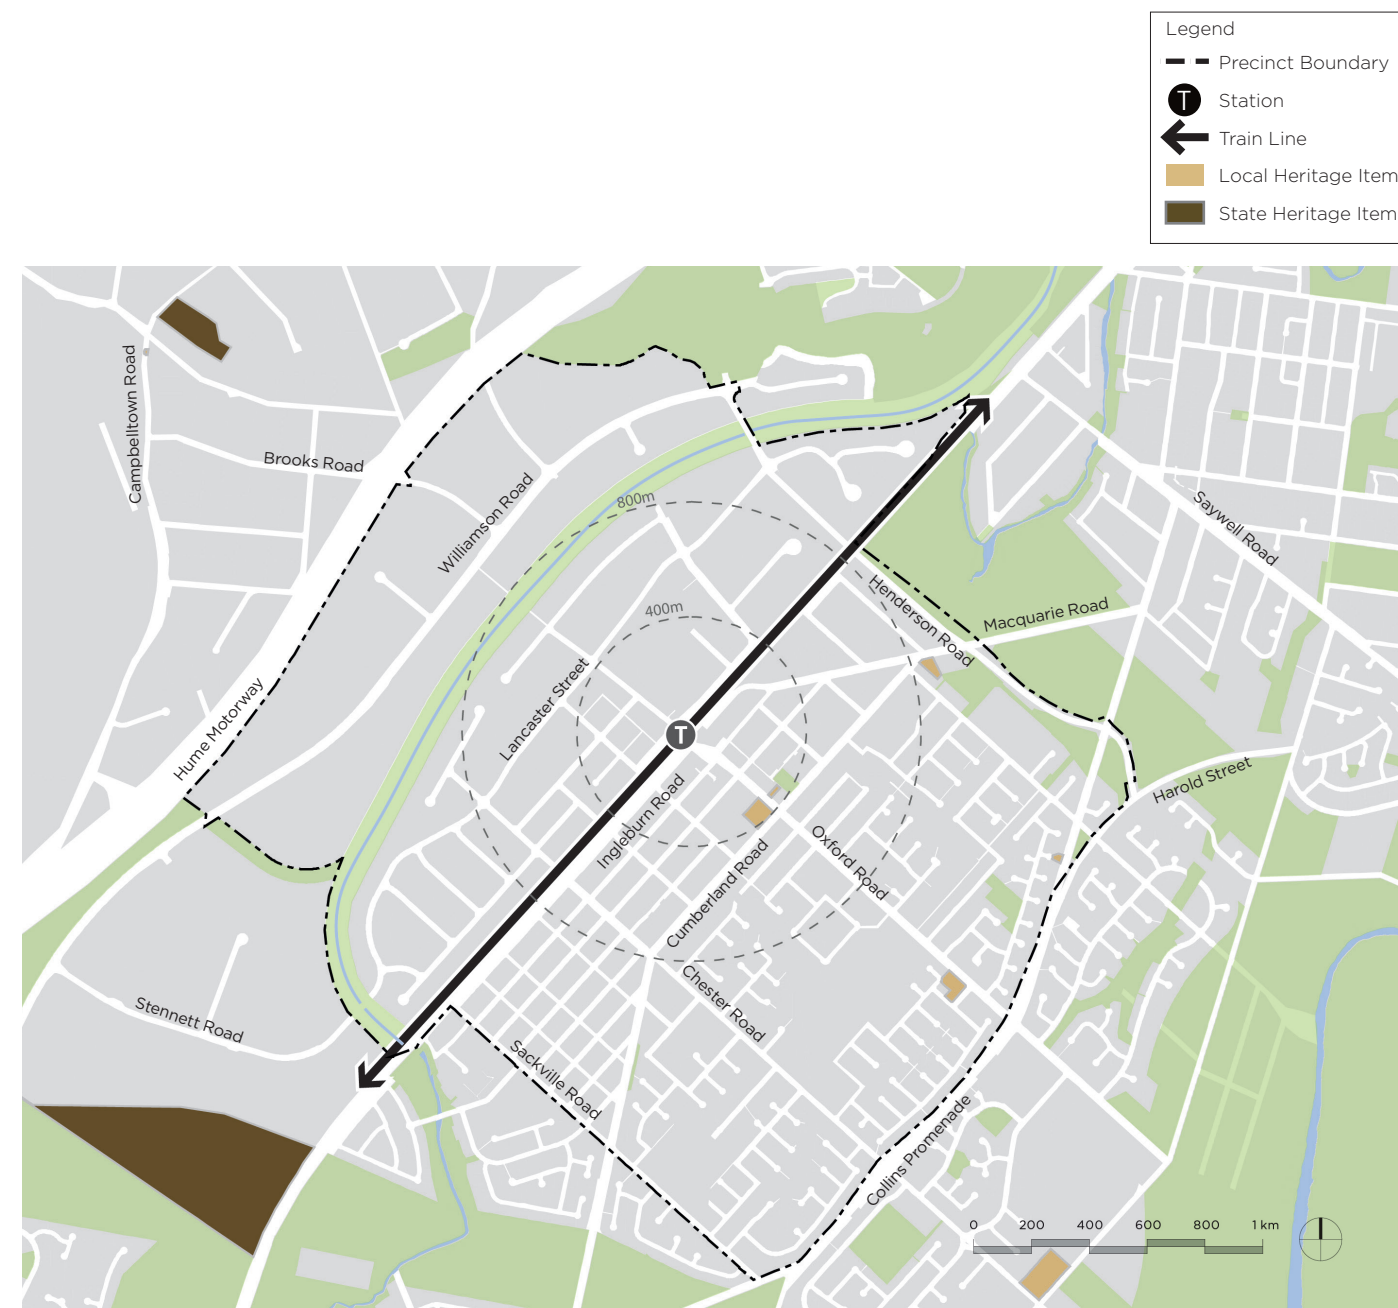 Legend
Precinct Boundary
T
Station
Train Line
Local Heritage Item
State Heritage Item
Campbelltown Road
Brooks Road
Williamson Road
800m
Saywell Road
Henderson Road
Macquarie Road
400m
Lancaster Street
Hume Motorway
T
Harold Street
Ingleburn Road
Oxford Road
Cumberland Road
Chester Road
Stennett Road
Sackville Road
Collins Promenade
0 200 400 600 800 1 km